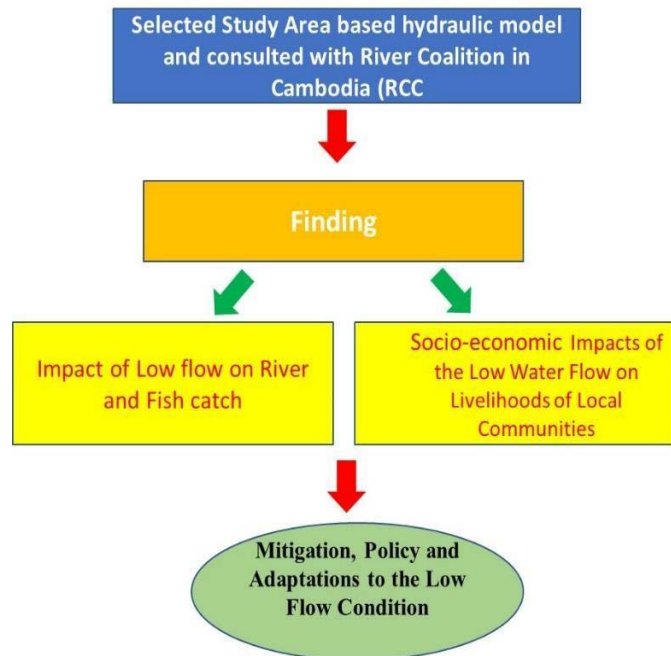 Selected Study Area based hydraulic model
and consulted with River Coalition in
Cambodia (RCC
Finding
Impact of Low flow on River
and Fish catch
Socio-economic Impacts of
the Low Water Flow on
Livelihoods of Local
Communities
Mitigation, Policy and
Adaptations to the Low
Flow Condition